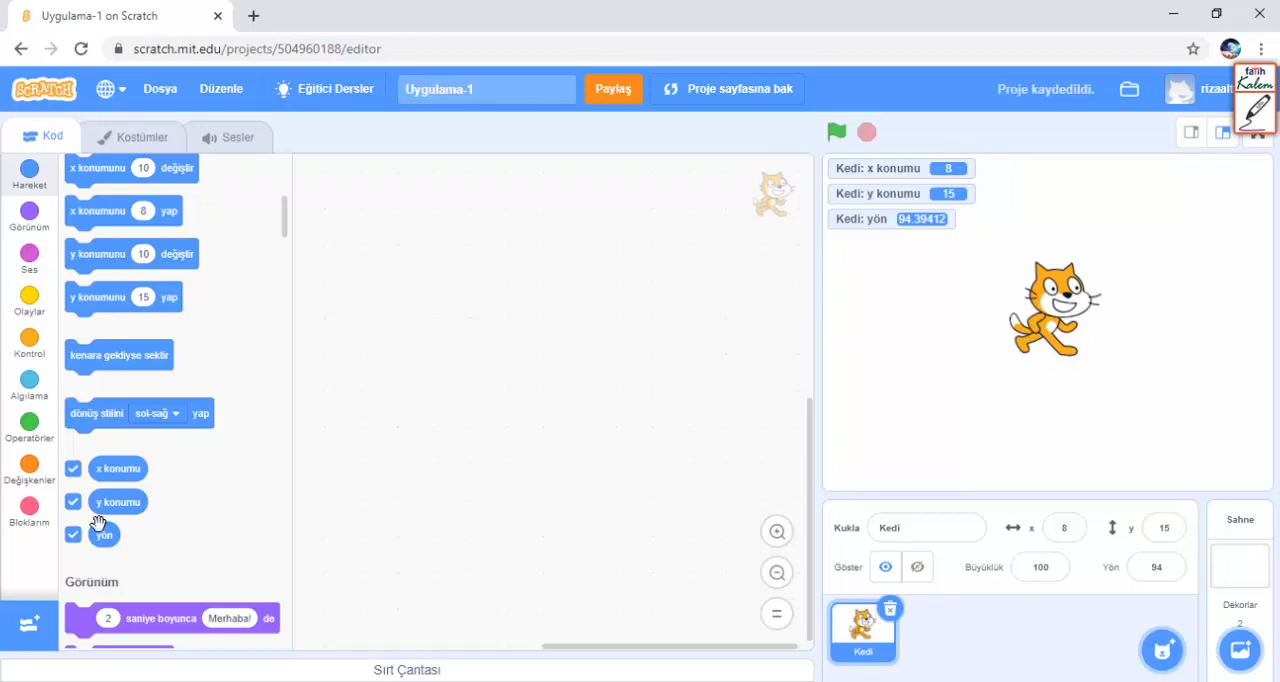 Uygulama-1 on Scratch
scratch.mit.edu/projects/504960188/editor
SCRATCH Dosya Düzenle Eğitici Dersler Uygulama-1 Paylaş Proje sayfasına bak Proje kaydedildi. rizaalt
fatih
Kalem
Kod Kostümler Sesler
Hareket
Görünüm
Ses
Olaylar
Kontrol
Algılama
Operatörler
Değişkenler
Bloklarım
x konumunu 10 değiştir
x konumunu 8 yap
y konumunu 10 değiştir
y konumunu 15 yap
kenara geldiyse sektir
dönüş stilini sol-sağ yap
x konumu
y konumu
yön
Görünüm
2 saniye boyunca Merhaba! de
Kedi: x konumu 8
Kedi: y konumu 15
Kedi: yön 94.39412
Kukla Kedi x 8 y 15
Göster Büyüklük 100 Yön 94
Kedi
Sahne
Dekorlar
2
Sırt Çantası